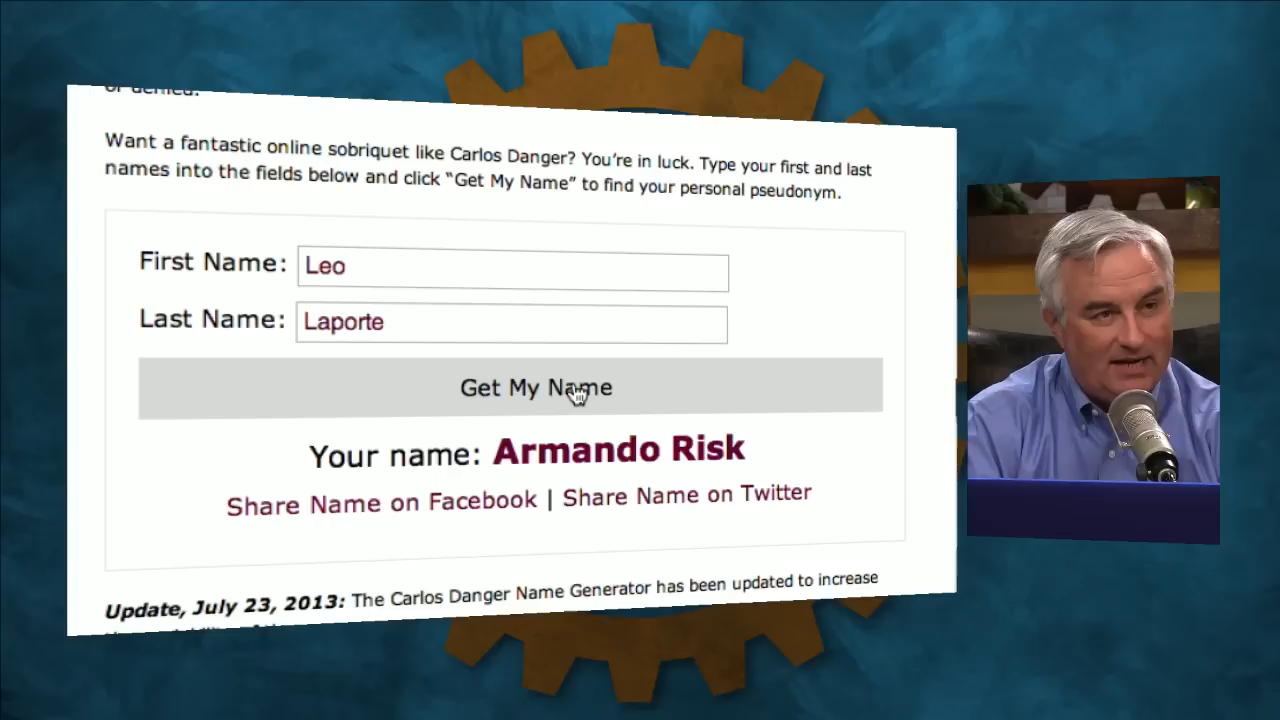 or denied.
Want a fantastic online sobriquet like Carlos Danger? You're in luck. Type your first and last
names into the fields below and click “Get My Name” to find your personal pseudonym.
First Name: Leo
Last Name: Laporte
Get My Name
Your name: Armando Risk
Share Name on Facebook | Share Name on Twitter
Update, July 23, 2013: The Carlos Danger Name Generator has been updated to increase